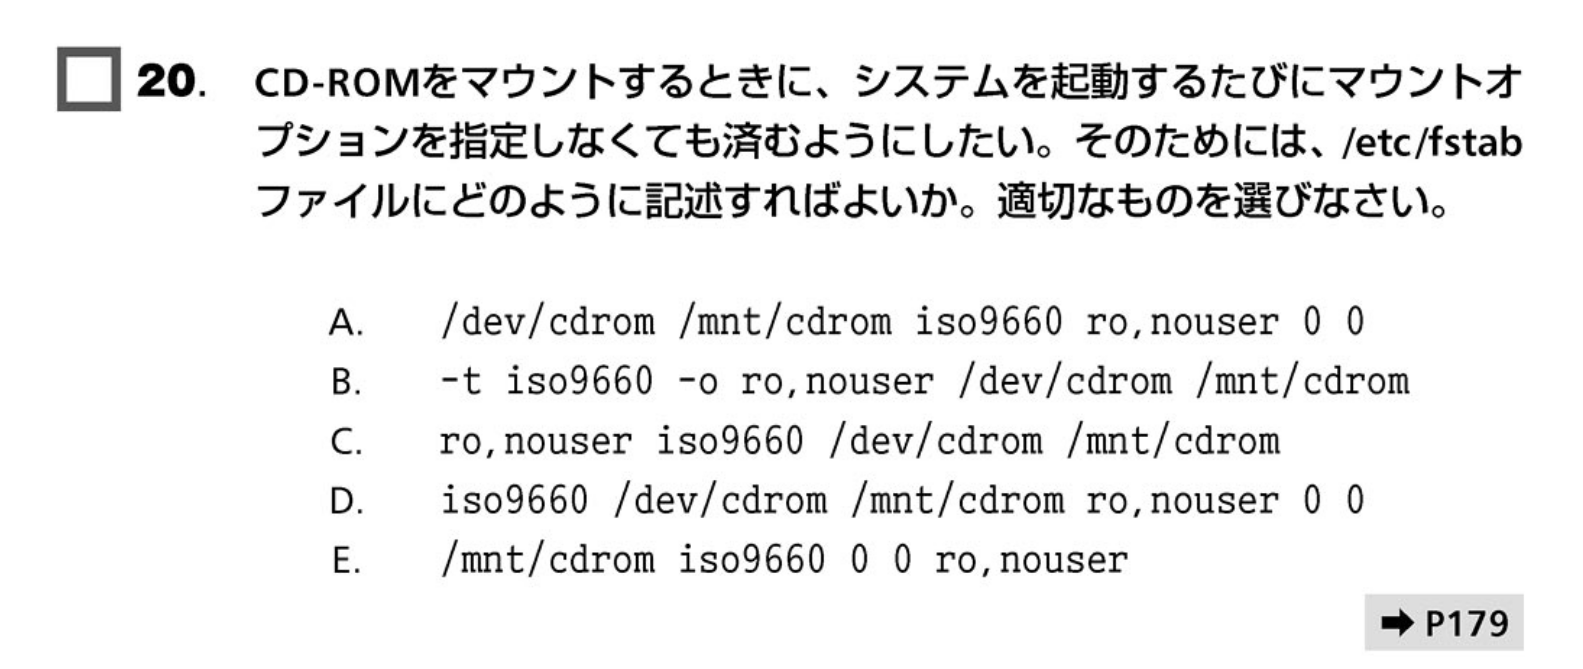 20. CD-ROMをマウントするときに、システムを起動するたびにマウントオ
プションを指定しなくても済むようにしたい。そのためには、/etc/fstab
ファイルにどのように記述すればよいか。適切なものを選びなさい。
A. /dev/cdrom /mnt/cdrom iso9660 ro,nouser 0 0
B. -t iso9660 -o ro,nouser /dev/cdrom /mnt/cdrom
C. ro,nouser iso9660 /dev/cdrom /mnt/cdrom
D. iso9660 /dev/cdrom /mnt/cdrom ro,nouser 0 0
E. /mnt/cdrom iso9660 0 0 ro,nouser
➡ P179